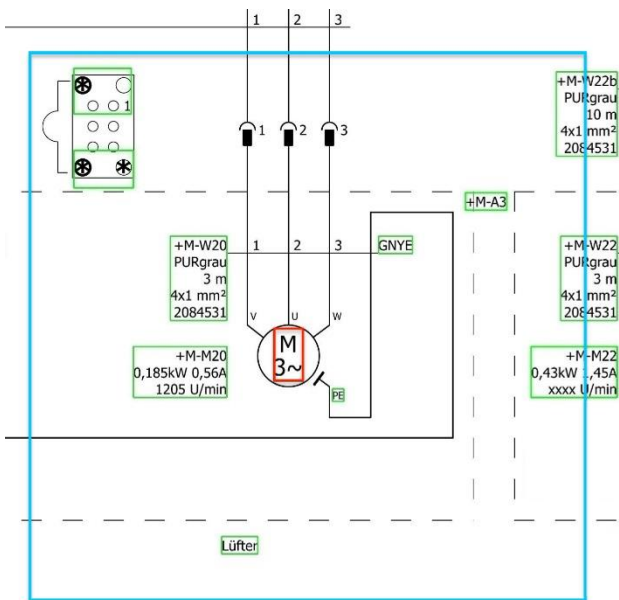 1 2 3
1
1 2 3
+M-W22b
PURgrau
10 m
4x1 mm²
2084531
+M-A3
+M-W20
PURgrau
3 m
4x1 mm²
2084531
1 2 3
GNYE
+M-W22
PURgrau
3 m
4x1 mm²
2084531
V U W
M
3~
+M-M20
0,185kW 0,56A
1205 U/min
PE
+M-M22
0,43kW 1,45A
xxxx U/min
Lüfter